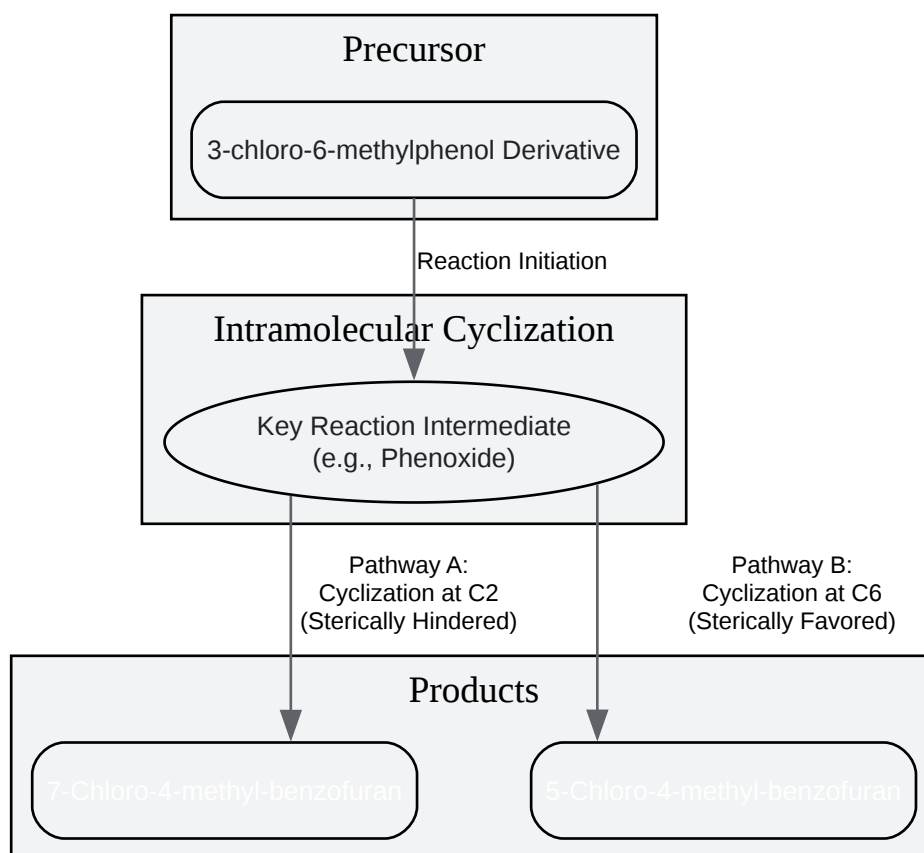 Precursor
3-chloro-6-methylphenol Derivative
Reaction Initiation
Intramolecular Cyclization
Key Reaction Intermediate
(e.g., Phenoxide)
Pathway A:
Cyclization at C2
(Sterically Hindered)
Pathway B:
Cyclization at C6
(Sterically Favored)
Products
7-Chloro-4-methyl-benzofuran
5-Chloro-4-methyl-benzofuran